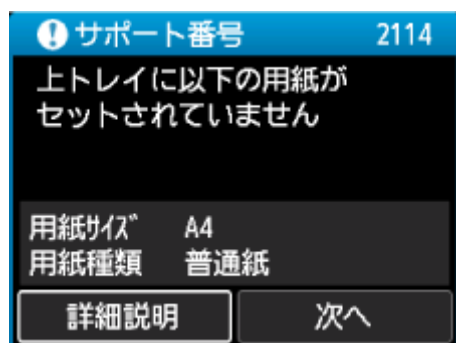 サポート番号 2114
上トレイに以下の用紙が
セットされていません
用紙ｻｲｽﾞ A4
用紙種類 普通紙
詳細説明 次へ